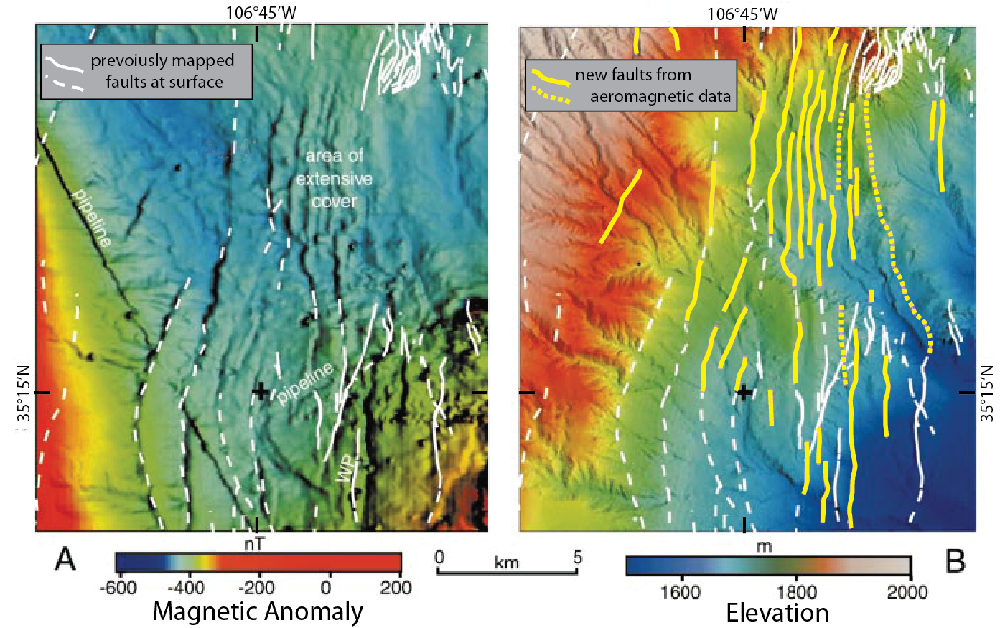 106°45′W
106°45′W
prevoiusly mapped
faults at surface
new faults from
aeromagnetic data
area of
extensive
cover
pipeline
pipeline
WP
35°15′N
35°15′N
A
nT
-600 -400 -200 0 200
Magnetic Anomaly
0 5
km
m
1600 1800 2000
Elevation
B